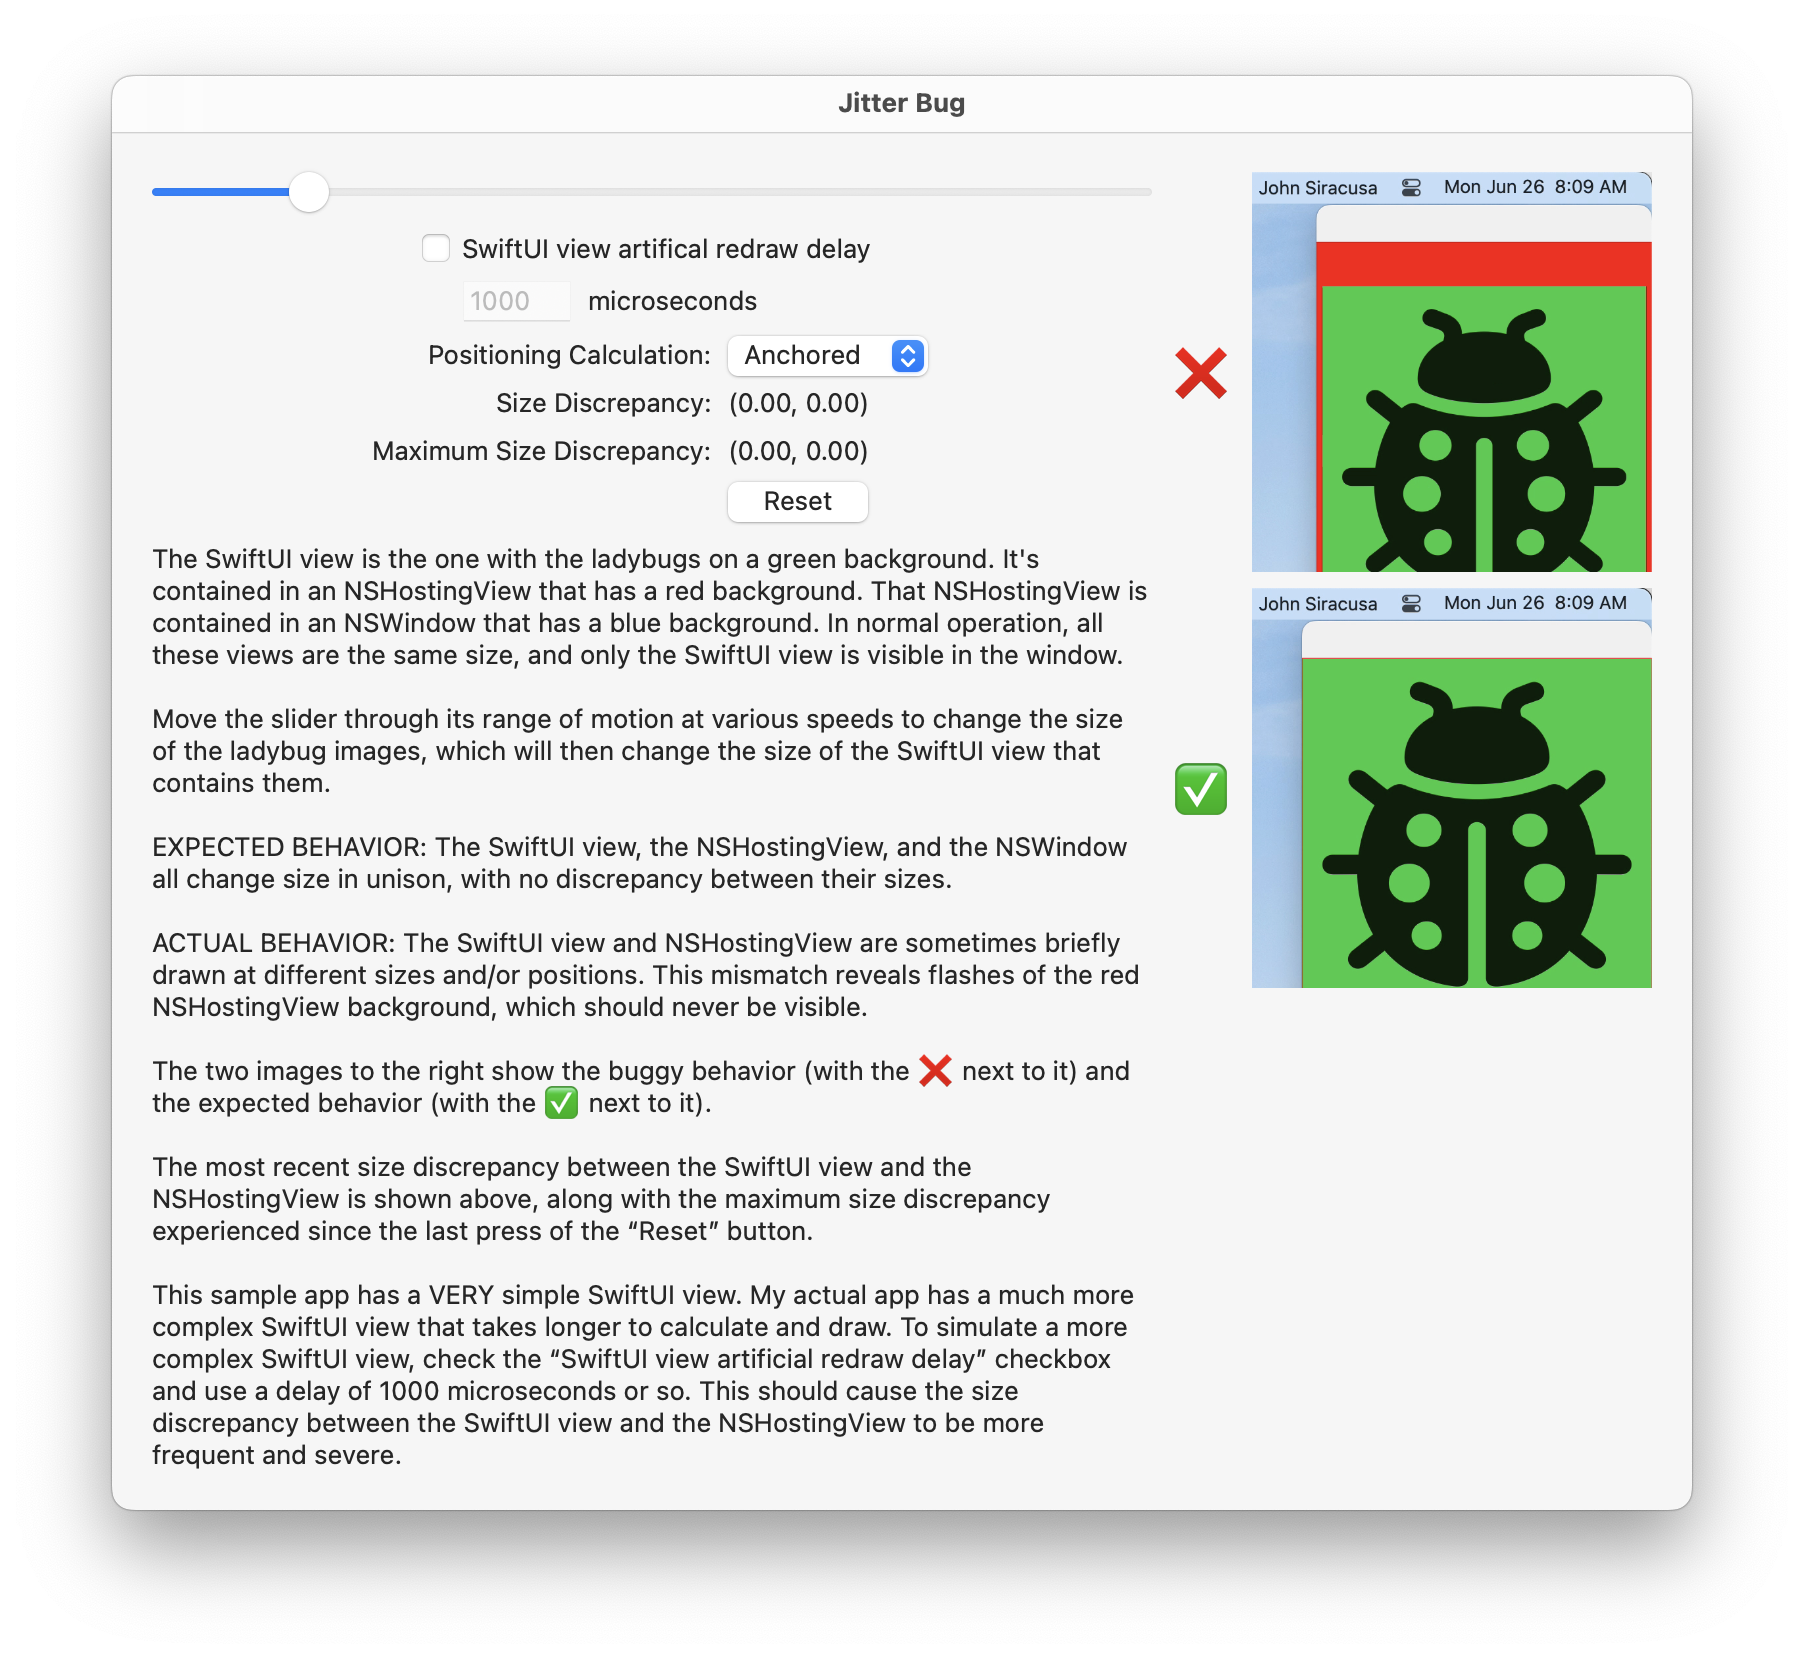 Jitter Bug
SwiftUI view artifical redraw delay
1000 microseconds
Positioning Calculation: Anchored
Size Discrepancy: (0.00, 0.00)
Maximum Size Discrepancy: (0.00, 0.00)
Reset
The SwiftUI view is the one with the ladybugs on a green background. It's
contained in an NSHostingView that has a red background. That NSHostingView is
contained in an NSWindow that has a blue background. In normal operation, all
these views are the same size, and only the SwiftUI view is visible in the window.
Move the slider through its range of motion at various speeds to change the size
of the ladybug images, which will then change the size of the SwiftUI view that
contains them.
EXPECTED BEHAVIOR: The SwiftUI view, the NSHostingView, and the NSWindow
all change size in unison, with no discrepancy between their sizes.
ACTUAL BEHAVIOR: The SwiftUI view and NSHostingView are sometimes briefly
drawn at different sizes and/or positions. This mismatch reveals flashes of the red
NSHostingView background, which should never be visible.
The two images to the right show the buggy behavior (with the ❌ next to it) and
the expected behavior (with the ✅ next to it).
The most recent size discrepancy between the SwiftUI view and the
NSHostingView is shown above, along with the maximum size discrepancy
experienced since the last press of the “Reset” button.
This sample app has a VERY simple SwiftUI view. My actual app has a much more
complex SwiftUI view that takes longer to calculate and draw. To simulate a more
complex SwiftUI view, check the “SwiftUI view artificial redraw delay” checkbox
and use a delay of 1000 microseconds or so. This should cause the size
discrepancy between the SwiftUI view and the NSHostingView to be more
frequent and severe.
John Siracusa Mon Jun 26 8:09 AM
John Siracusa Mon Jun 26 8:09 AM